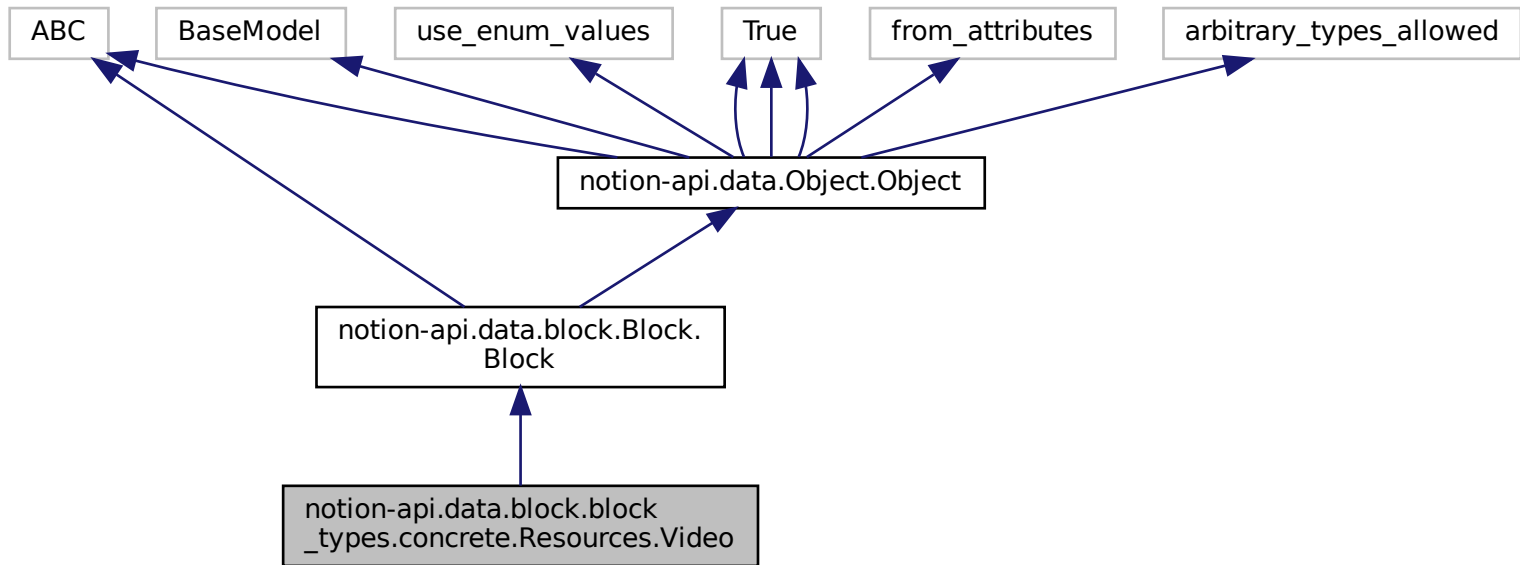 ABC
BaseModel
use_enum_values
True
from_attributes
arbitrary_types_allowed
notion-api.data.Object.Object
notion-api.data.block.Block.
Block
notion-api.data.block.block
_types.concrete.Resources.Video